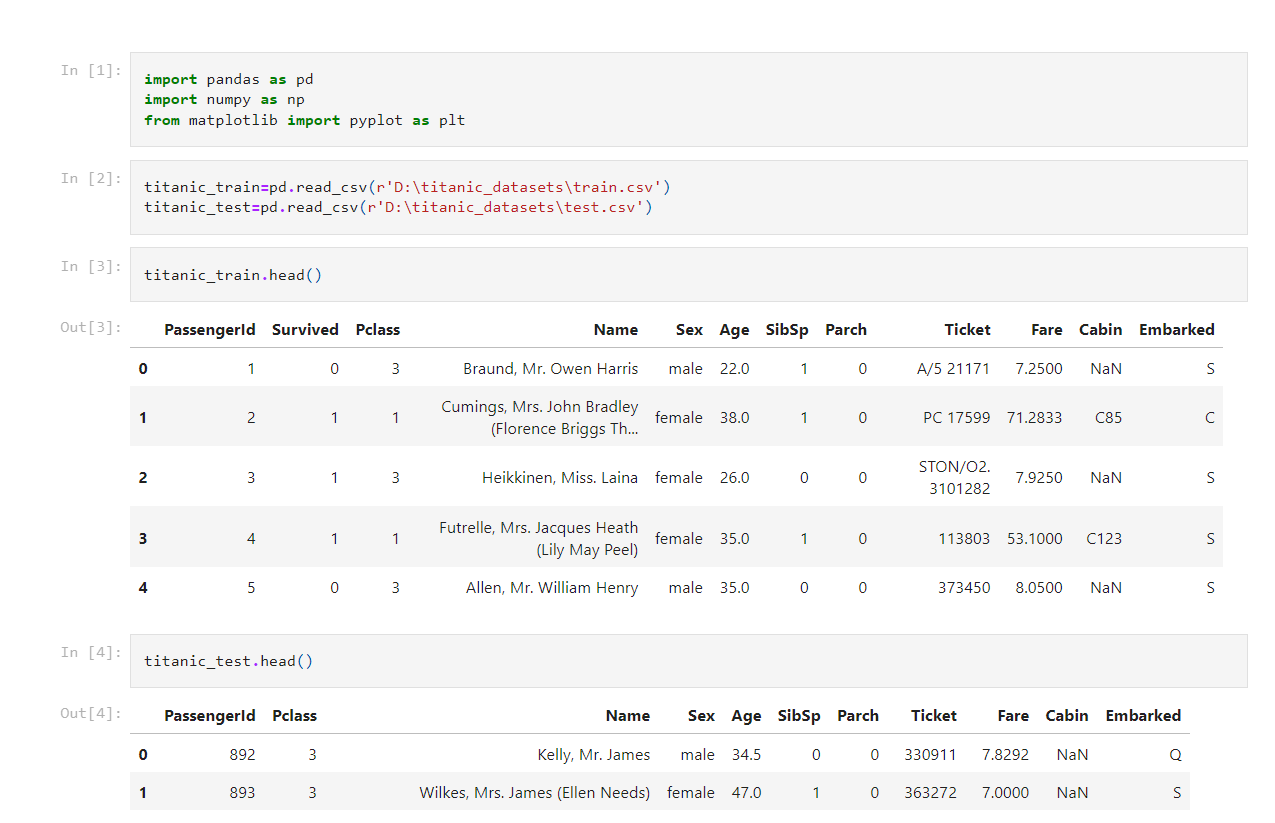 In [1]:
import pandas as pd
import numpy as np
from matplotlib import pyplot as plt
In [2]:
titanic_train=pd.read_csv(r'D:\titanic_datasets\train.csv')
titanic_test=pd.read_csv(r'D:\titanic_datasets\test.csv')
In [3]:
titanic_train.head()
Out[3]:
PassengerId Survived Pclass Name Sex Age SibSp Parch Ticket Fare Cabin Embarked
0 1 0 3 Braund, Mr. Owen Harris male 22.0 1 0 A/5 21171 7.2500 NaN S
1 2 1 1 Cumings, Mrs. John Bradley
(Florence Briggs Th... female 38.0 1 0 PC 17599 71.2833 C85 C
2 3 1 3 Heikkinen, Miss. Laina female 26.0 0 0 STON/O2.
3101282 7.9250 NaN S
3 4 1 1 Futrelle, Mrs. Jacques Heath
(Lily May Peel) female 35.0 1 0 113803 53.1000 C123 S
4 5 0 3 Allen, Mr. William Henry male 35.0 0 0 373450 8.0500 NaN S
In [4]:
titanic_test.head()
Out[4]:
PassengerId Pclass Name Sex Age SibSp Parch Ticket Fare Cabin Embarked
0 892 3 Kelly, Mr. James male 34.5 0 0 330911 7.8292 NaN Q
1 893 3 Wilkes, Mrs. James (Ellen Needs) female 47.0 1 0 363272 7.0000 NaN S